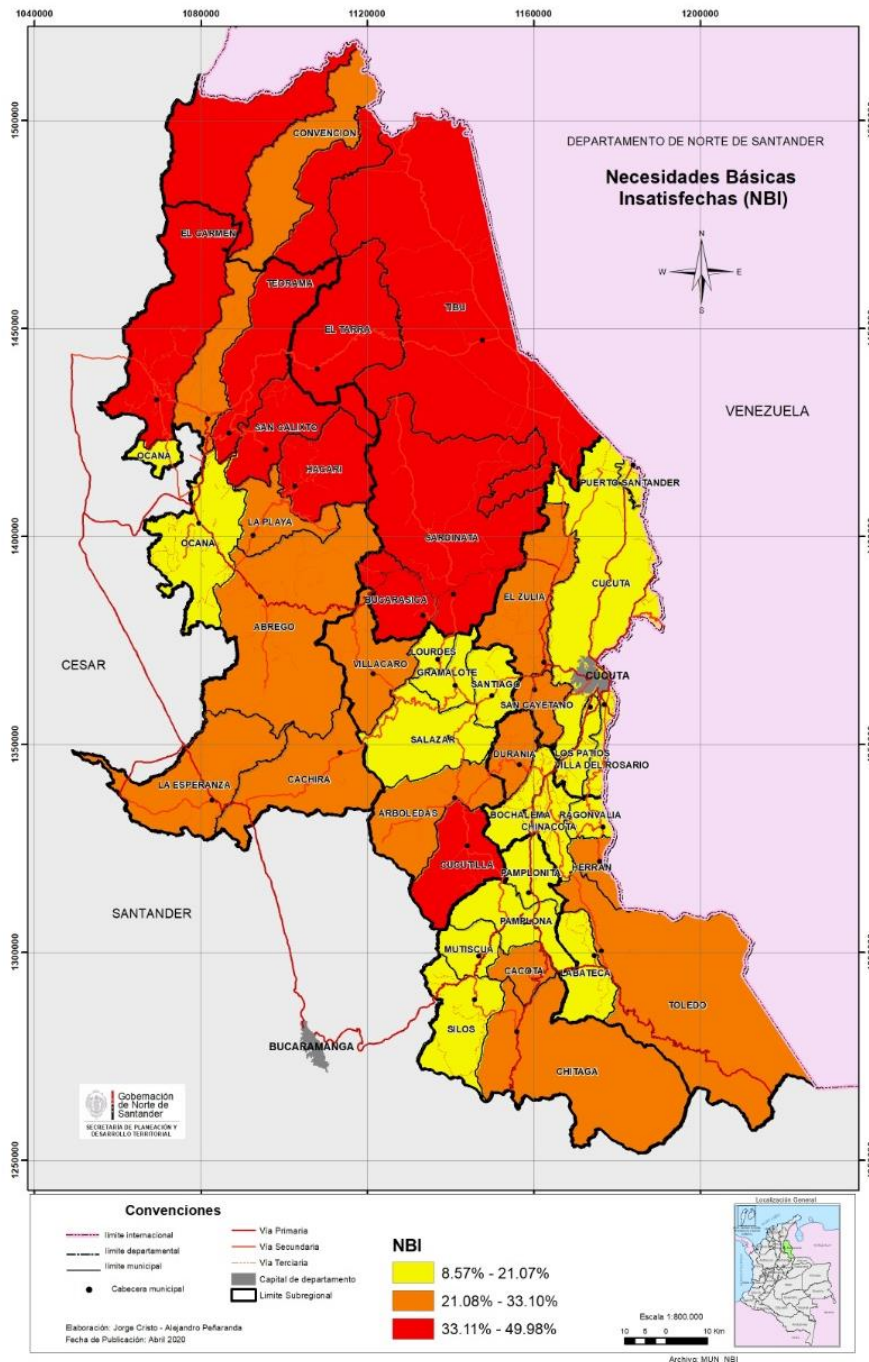 1040000
1080000
1120000
1160000
1200000
1500000
1450000
1400000
1350000
1300000
1250000
DEPARTAMENTO DE NORTE DE SANTANDER
Necesidades Básicas
Insatisfechas (NBI)
N
W
E
S
CONVENCION
EL CARMEN
TEORAMA
EL TARRA
TIBU
VENEZUELA
SAN CALIXTO
OCAÑA
HACARI
PUERTO SANTANDER
LA PLAYA
OCAÑA
SARDINATA
CUCUTA
BUCARASICA
EL ZULIA
ABREGO
CESAR
LOURDES
VILLACARO
GRAMALOTE
SANTIAGO
CUCUTA
SAN CAYETANO
SALAZAR
DURANIA
LOS PATIOS
VILLA DEL ROSARIO
CACHIRA
LA ESPERANZA
ARBOLEDAS
BOCHALEMA
RAGONVALIA
CHINACOTA
CUCUTILLA
PAMPLONITA
HERRAN
SANTANDER
PAMPLONA
MUTISCUA
CACOTA
LABATECA
TOLEDO
SILOS
BUCARAMANGA
CHITAGA
Gobernación
de Norte de
Santander
SECRETARÍA DE PLANEACIÓN Y
DESARROLLO TERRITORIAL
Convenciones
limite internacional
limite departamental
limite municipal
Cabecera municipal
Vía Primaria
Vía Secundaria
Vía Terciaria
Capital de departamento
Limite Subregional
NBI
8.57% - 21.07%
21.08% - 33.10%
33.11% - 49.98%
Localización General
Escala 1:800,000
10 5 0 10 Km
Elaboración: Jorge Cristo - Alejandro Peñaranda
Fecha de Publicación: Abril 2020
Archivo: MUN_NBI